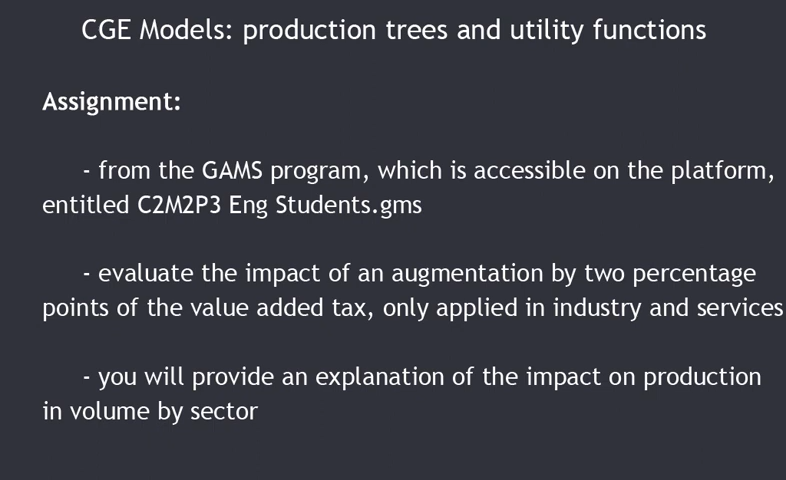 CGE Models: production trees and utility functions
Assignment:
- from the GAMS program, which is accessible on the platform,
entitled C2M2P3 Eng Students.gms
- evaluate the impact of an augmentation by two percentage
points of the value added tax, only applied in industry and services
- you will provide an explanation of the impact on production
in volume by sector